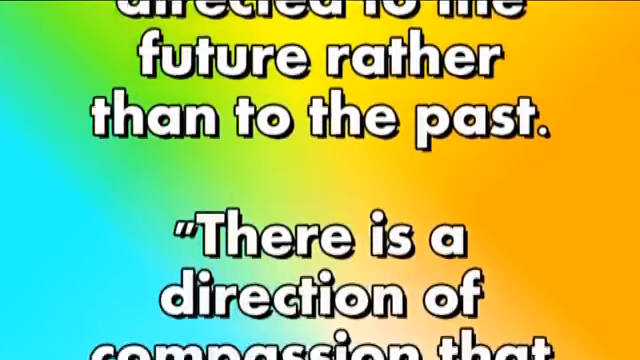 directed to the
future rather
than to the past.
"There is a
direction of
compassion that